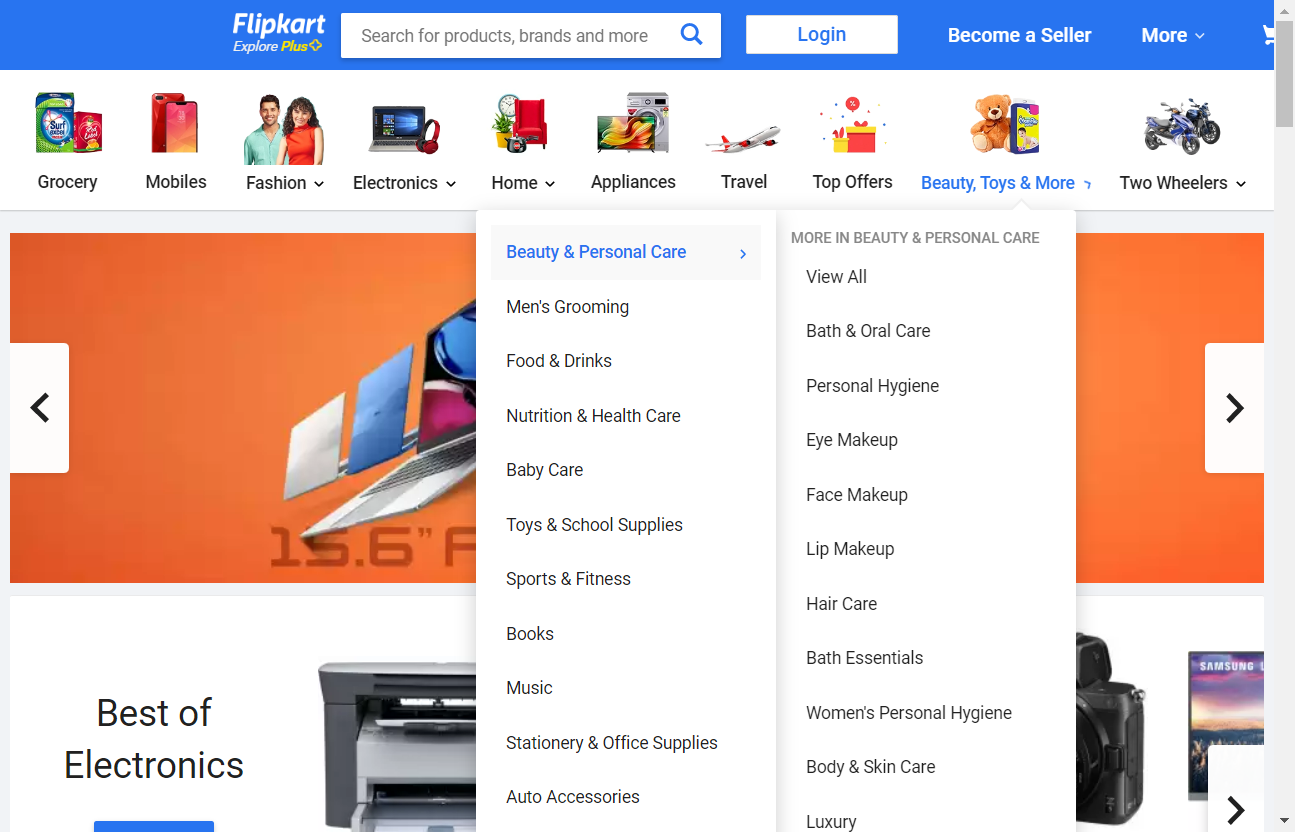 Flipkart
Explore Plus
Search for products, brands and more
Login
Become a Seller
More
Surf excel
Red Label
Grocery
Mobiles
Fashion
Electronics
Home
Appliances
Travel
%
Top Offers
Beauty, Toys & More
Two Wheelers
Beauty & Personal Care
Men's Grooming
Food & Drinks
Nutrition & Health Care
Baby Care
Toys & School Supplies
Sports & Fitness
Books
Music
Stationery & Office Supplies
Auto Accessories
MORE IN BEAUTY & PERSONAL CARE
View All
Bath & Oral Care
Personal Hygiene
Eye Makeup
Face Makeup
Lip Makeup
Hair Care
Bath Essentials
Women's Personal Hygiene
Body & Skin Care
Luxury
15.6” F
Best of
Electronics
SAMSUNG